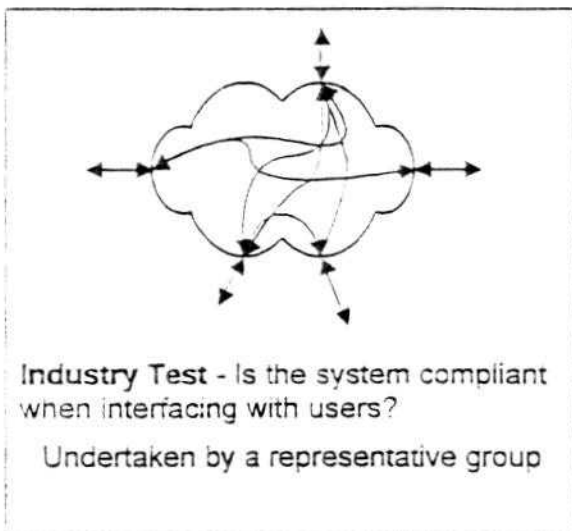 Industry Test - Is the system compliant
when interfacing with users?
Undertaken by a representative group